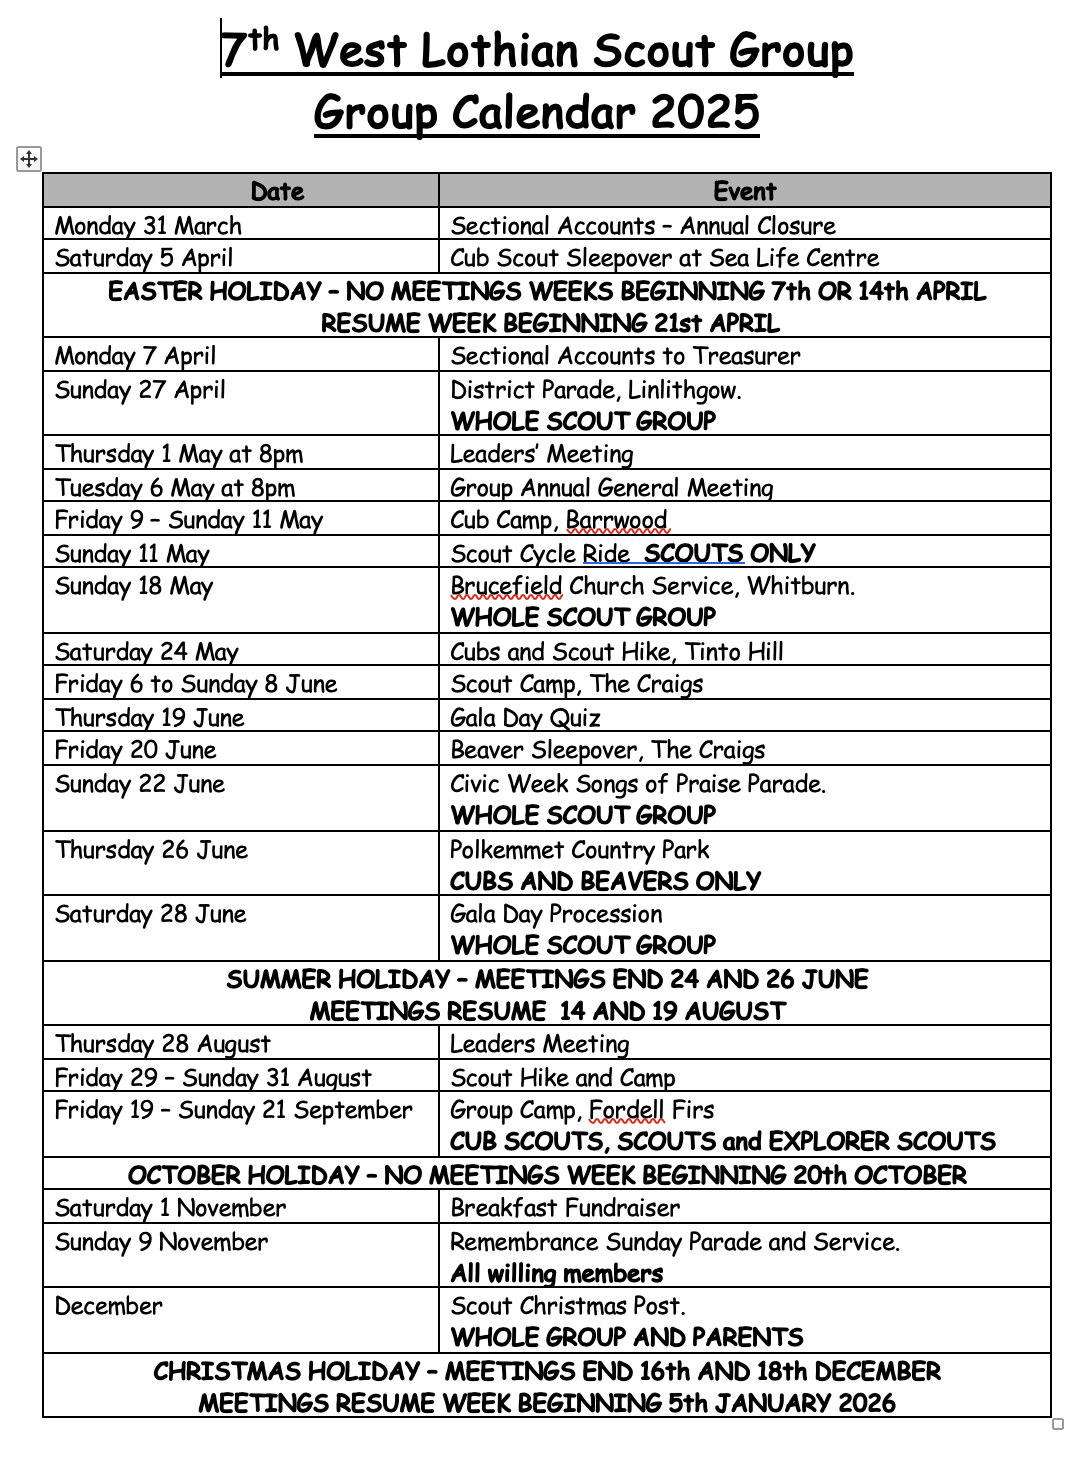 7th West Lothian Scout Group
Group Calendar 2025
Date Event
Monday 31 March Sectional Accounts – Annual Closure
Saturday 5 April Cub Scout Sleepover at Sea Life Centre
EASTER HOLIDAY – NO MEETINGS WEEKS BEGINNING 7th OR 14th APRIL
RESUME WEEK BEGINNING 21st APRIL
Monday 7 April Sectional Accounts to Treasurer
Sunday 27 April District Parade, Linlithgow.
WHOLE SCOUT GROUP
Thursday 1 May at 8pm Leaders’ Meeting
Tuesday 6 May at 8pm Group Annual General Meeting
Friday 9 – Sunday 11 May Cub Camp, Barrwood
Sunday 11 May Scout Cycle Ride  SCOUTS ONLY
Sunday 18 May Brucefield Church Service, Whitburn.
WHOLE SCOUT GROUP
Saturday 24 May Cubs and Scout Hike, Tinto Hill
Friday 6 to Sunday 8 June Scout Camp, The Craigs
Thursday 19 June Gala Day Quiz
Friday 20 June Beaver Sleepover, The Craigs
Sunday 22 June Civic Week Songs of Praise Parade.
WHOLE SCOUT GROUP
Thursday 26 June Polkemmet Country Park
CUBS AND BEAVERS ONLY
Saturday 28 June Gala Day Procession
WHOLE SCOUT GROUP
SUMMER HOLIDAY – MEETINGS END 24 AND 26 JUNE
MEETINGS RESUME  14 AND 19 AUGUST
Thursday 28 August Leaders Meeting
Friday 29 – Sunday 31 August Scout Hike and Camp
Friday 19 – Sunday 21 September Group Camp, Fordell Firs
CUB SCOUTS, SCOUTS and EXPLORER SCOUTS
OCTOBER HOLIDAY – NO MEETINGS WEEK BEGINNING 20th OCTOBER
Saturday 1 November Breakfast Fundraiser
Sunday 9 November Remembrance Sunday Parade and Service.
All willing members
December Scout Christmas Post.
WHOLE GROUP AND PARENTS
CHRISTMAS HOLIDAY – MEETINGS END 16th AND 18th DECEMBER
MEETINGS RESUME WEEK BEGINNING 5th JANUARY 2026